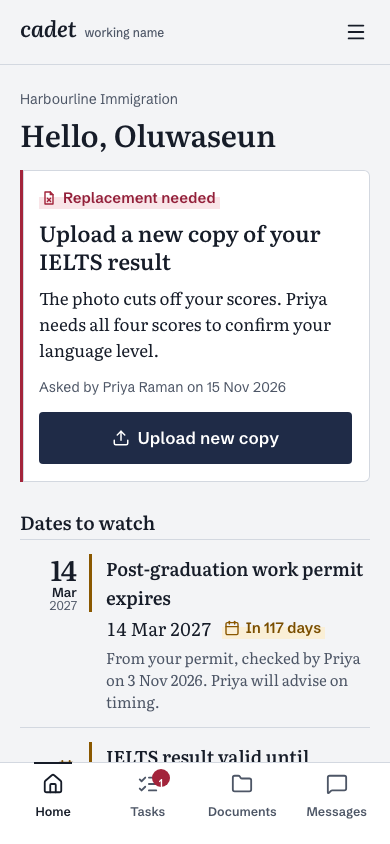 cadet working name
Harbourline Immigration
Hello, Oluwaseun
Replacement needed
Upload a new copy of your
IELTS result
The photo cuts off your scores. Priya
needs all four scores to confirm your
language level.
Asked by Priya Raman on 15 Nov 2026
Upload new copy
Dates to watch
14
Mar
2027
Post-graduation work permit
expires
14 Mar 2027 In 117 days
From your permit, checked by Priya
on 3 Nov 2026. Priya will advise on
timing.
IELTS result valid until
1
Home Tasks Documents Messages